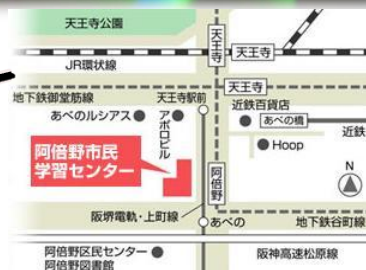 天王寺公園
天王寺
天王寺
JR環状線
天王寺
地下鉄御堂筋線
天王寺駅前
近鉄百貨店
あべのルシアス
アポロビル
あべの橋
近鉄
Hoop
阿倍野市民
学習センター
阿倍野
N
阪堺電軌・上町線
あべの
地下鉄谷町線
阿倍野区民センター
阿倍野図書館
阪神高速松原線